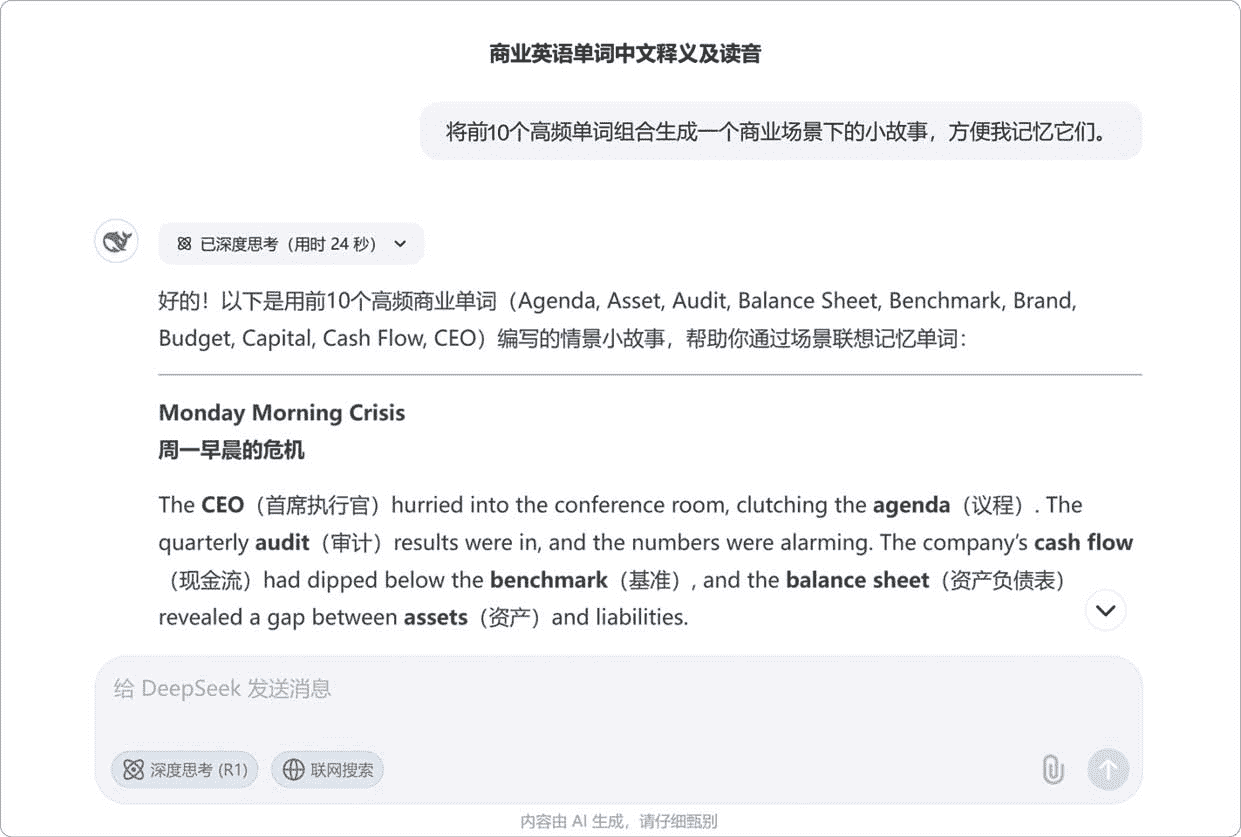 商业英语单词中文释义及读音
将前10个高频单词组合生成一个商业场景下的小故事，方便我记忆它们。
已深度思考（用时 24 秒）
好的！以下是用前10个高频商业单词（Agenda, Asset, Audit, Balance Sheet, Benchmark, Brand,
Budget, Capital, Cash Flow, CEO）编写的情景小故事，帮助你通过场景联想记忆单词：
Monday Morning Crisis
周一早晨的危机
The CEO（首席执行官）hurried into the conference room, clutching the agenda（议程）. The
quarterly audit（审计）results were in, and the numbers were alarming. The company’s cash flow
（现金流）had dipped below the benchmark（基准）, and the balance sheet（资产负债表）
revealed a gap between assets（资产）and liabilities.
给 DeepSeek 发送消息
深度思考 (R1)
联网搜索
内容由 AI 生成，请仔细甄别